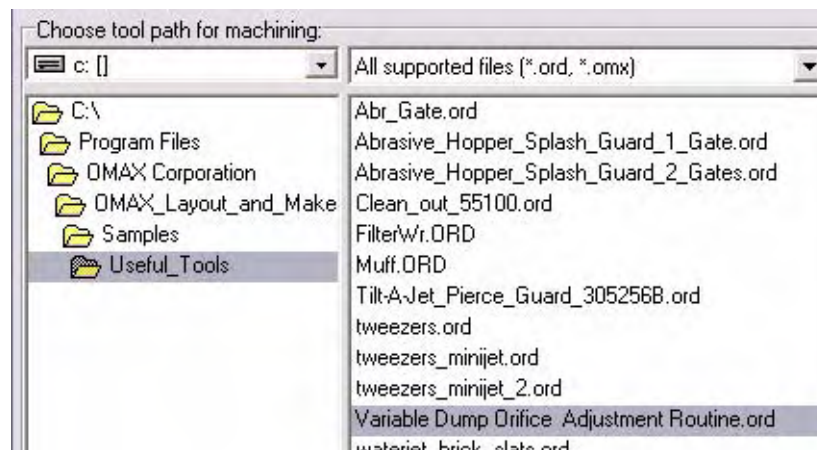 Choose tool path for machining:
c: []
All supported files (*.ord, *.omx)
C:\
Program Files
OMAX Corporation
OMAX_Layout_and_Make
Samples
Useful_Tools
Abr_Gate.ord
Abrasive_Hopper_Splash_Guard_1_Gate.ord
Abrasive_Hopper_Splash_Guard_2_Gates.ord
Clean_out_55100.ord
FilterWr.ORD
Muff.ORD
Tilt-A-Jet_Pierce_Guard_305256B.ord
tweezers.ord
tweezers_minijet.ord
tweezers_minijet_2.ord
Variable Dump Orifice  Adjustment Routine.ord
waterjet_brick_slats.ord